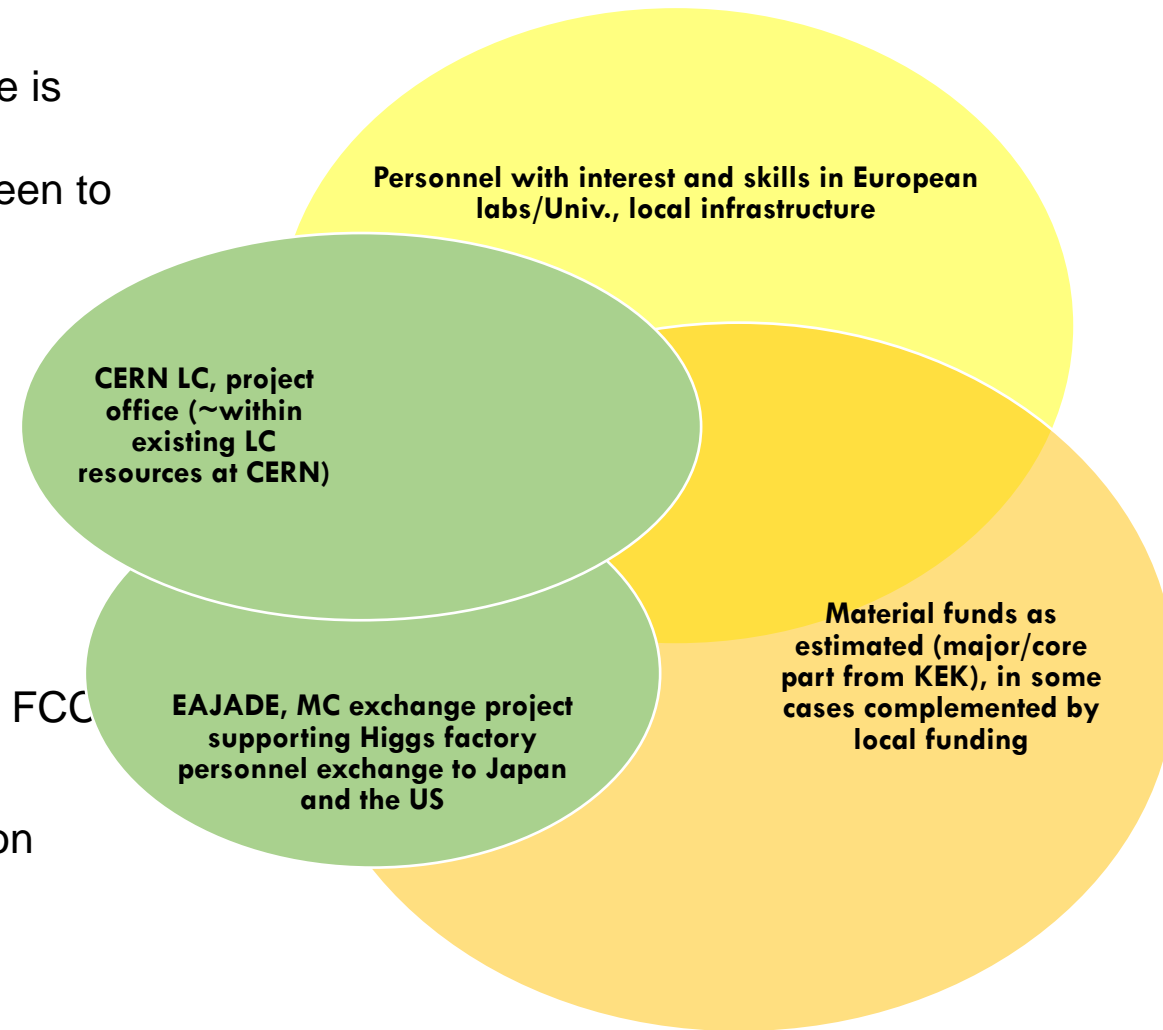 e is
een to
Personnel with interest and skills in European
labs/Univ., local infrastructure
CERN LC, project
office (~within
existing LC
resources at CERN)
Material funds as
estimated (major/core
part from KEK), in some
cases complemented by
local funding
FCC
EAJADE, MC exchange project
supporting Higgs factory
personnel exchange to Japan
and the US
on